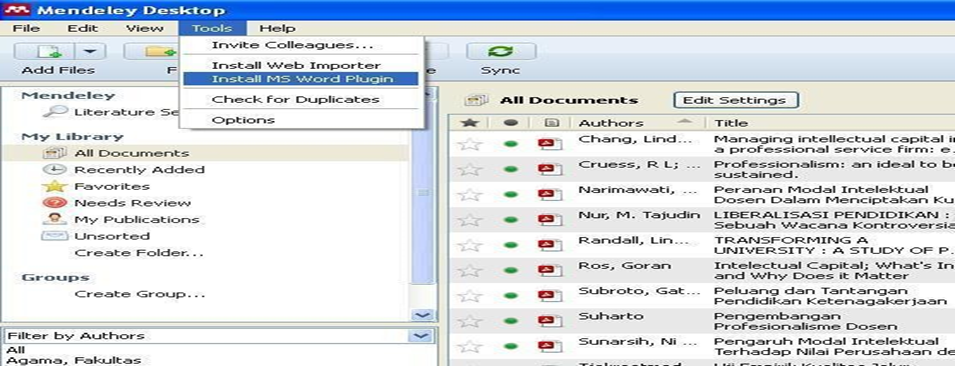 Mendeley Desktop
File Edit View Tools Help
Invite Colleagues...
Install Web Importer
Install MS Word Plugin
Check for Duplicates
Options
Add Files
F
e
Sync
Mendeley
Literature Se
My Library
All Documents
Recently Added
Favorites
Needs Review
My Publications
Unsorted
Create Folder...
Groups
Create Group...
Filter by Authors
All
Agama, Fakultas
All Documents Edit Settings
Authors Title
Chang, Lind... Managing intellectual capital i
a professional service firm: e
Cruess, R L; ... Professionalism: an ideal to be
sustained.
Narimawati, ... Peranan Modal Intelektual
Dosen Dalam Menciptakan Ku
Nur, M. Tajudin LIBERALISASI PENDIDIKAN :
Sebuah Wacana Kontroversia
Randall, Lin... TRANSFORMING A
UNIVERSITY : A STUDY OF P
Ros, Goran Intelectual Capital; What's In
and Why Does it Matter
Subroto, Gat... Peluang dan Tantangan
Pendidikan Ketenagakerjaan
Suharto Pengembangan
Profesionalisme Dosen
Sunarsih, Ni ... Pengaruh Modal Intelektual
Terhadap Nilai Perusahaan de